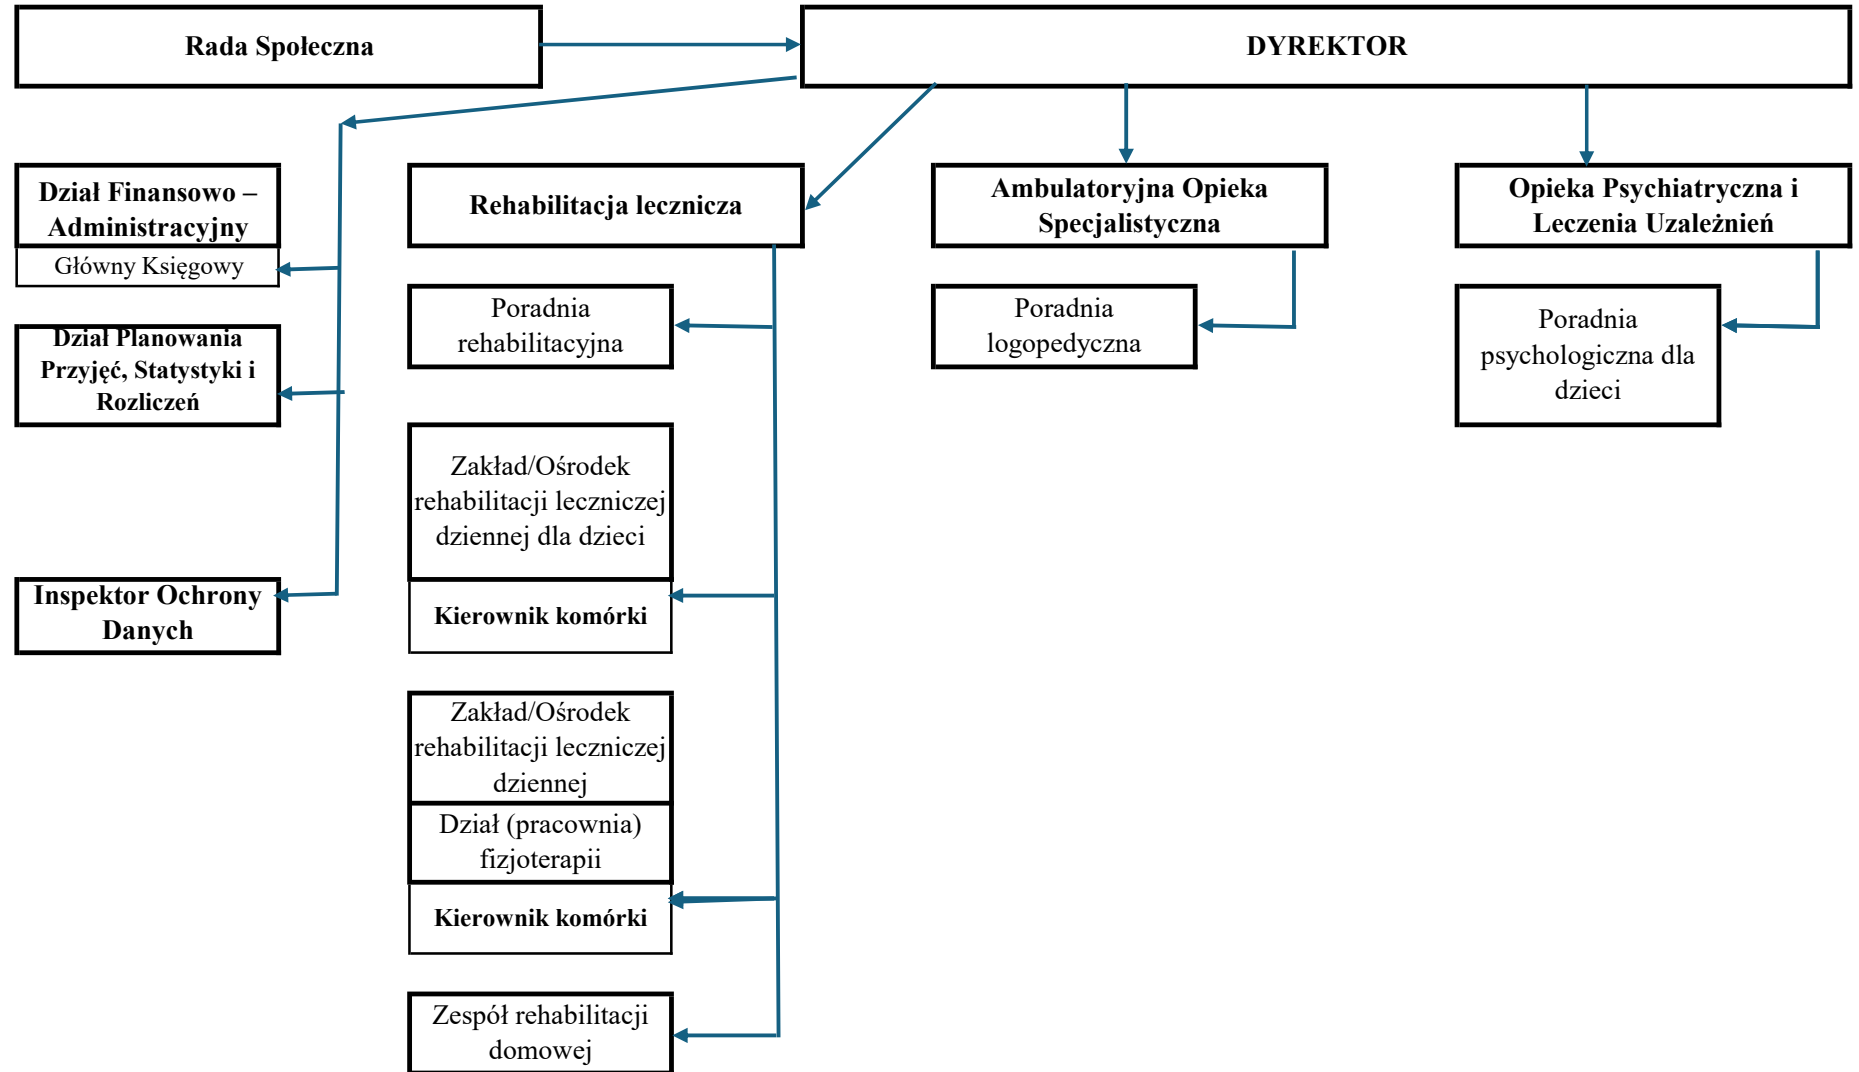 Rada Społeczna
DYREKTOR
Dział Finansowo –
Administracyjny
Główny Księgowy
Dział Planowania
Przyjęć, Statystyki i
Rozliczeń
Inspektor Ochrony
Danych
Rehabilitacja lecznicza
Poradnia
rehabilitacyjna
Zakład/Ośrodek
rehabilitacji leczniczej
dziennej dla dzieci
Kierownik komórki
Zakład/Ośrodek
rehabilitacji leczniczej
dziennej
Dział (pracownia)
fizjoterapii
Kierownik komórki
Zespół rehabilitacji
domowej
Ambulatoryjna Opieka
Specjalistyczna
Poradnia
logopedyczna
Opieka Psychiatryczna i
Leczenia Uzależnień
Poradnia
psychologiczna dla
dzieci